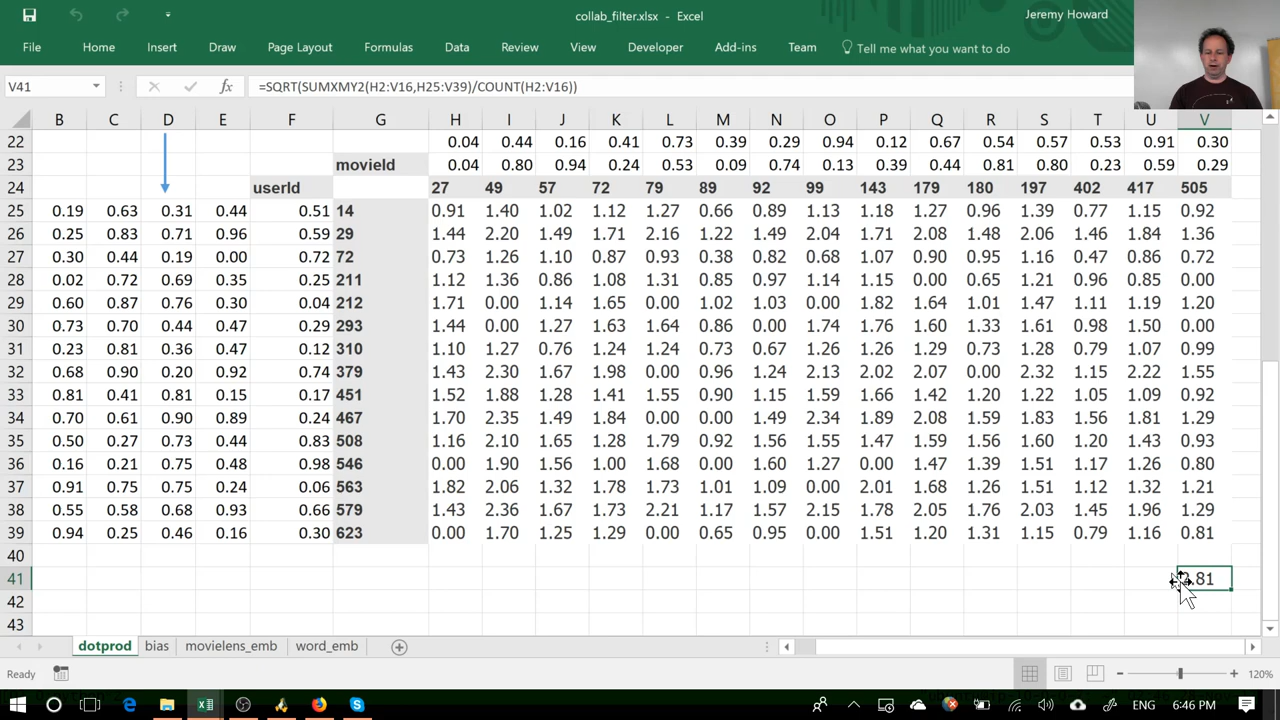 collab_filter.xlsx - Excel
Jeremy Howard
File Home Insert Draw Page Layout Formulas Data Review View Developer Add-ins Team Tell me what you want to do
V41 fx =SQRT(SUMXMY2(H2:V16,H25:V39)/COUNT(H2:V16))
B C D E F G H I J K L M N O P Q R S T U V
22 0.04 0.44 0.16 0.41 0.73 0.39 0.29 0.94 0.12 0.67 0.54 0.57 0.53 0.91 0.30
23 movieId 0.04 0.80 0.94 0.24 0.53 0.09 0.74 0.13 0.39 0.44 0.81 0.80 0.23 0.59 0.29
24 userId 27 49 57 72 79 89 92 99 143 179 180 197 402 417 505
25 0.19 0.63 0.31 0.44 0.51 14 0.91 1.40 1.02 1.12 1.27 0.66 0.89 1.13 1.18 1.27 0.96 1.39 0.77 1.15 0.92
26 0.25 0.83 0.71 0.96 0.59 29 1.44 2.20 1.49 1.71 2.16 1.22 1.49 2.04 1.71 2.08 1.48 2.06 1.46 1.84 1.36
27 0.30 0.44 0.19 0.00 0.72 72 0.73 1.26 1.10 0.87 0.93 0.38 0.82 0.68 1.07 0.90 0.95 1.16 0.47 0.86 0.72
28 0.02 0.72 0.69 0.35 0.25 211 1.12 1.36 0.86 1.08 1.31 0.85 0.97 1.14 1.15 0.00 0.65 1.21 0.96 0.85 0.00
29 0.60 0.87 0.76 0.30 0.04 212 1.71 0.00 1.14 1.65 0.00 1.02 1.03 0.00 1.82 1.64 1.01 1.47 1.11 1.19 1.20
30 0.73 0.70 0.44 0.47 0.29 293 1.44 0.00 1.27 1.63 1.64 0.86 0.00 1.74 1.76 1.60 1.33 1.61 0.98 1.50 0.00
31 0.23 0.81 0.36 0.47 0.12 310 1.10 1.27 0.76 1.24 1.24 0.73 0.67 1.26 1.26 1.29 0.73 1.28 0.79 1.07 0.99
32 0.68 0.90 0.20 0.92 0.74 379 1.43 2.30 1.67 1.98 0.00 0.96 1.24 2.13 2.02 2.07 0.00 2.32 1.15 2.22 1.55
33 0.81 0.41 0.81 0.15 0.17 451 1.52 1.88 1.28 1.41 1.55 0.90 1.15 1.59 1.66 1.42 1.20 1.22 1.05 1.09 0.92
34 0.70 0.61 0.90 0.89 0.24 467 1.70 2.35 1.49 1.84 0.00 0.00 1.49 2.34 1.89 2.08 1.59 1.83 1.56 1.81 1.29
35 0.50 0.27 0.73 0.44 0.83 508 1.16 2.10 1.65 1.28 1.79 0.92 1.56 1.55 1.47 1.79 1.56 1.60 1.20 1.43 0.93
36 0.16 0.21 0.75 0.48 0.98 546 0.00 1.90 1.56 1.00 1.68 0.00 1.60 1.27 0.00 1.47 1.39 1.51 1.17 1.26 0.80
37 0.91 0.75 0.75 0.24 0.06 563 1.82 2.06 1.32 1.78 1.73 1.01 1.09 0.00 2.01 1.68 1.26 1.51 1.12 1.32 1.21
38 0.55 0.58 0.68 0.93 0.66 579 1.43 2.36 1.67 1.73 2.21 1.17 1.57 2.15 1.78 2.05 1.76 2.03 1.45 1.96 1.29
39 0.94 0.25 0.46 0.16 0.30 623 0.00 1.70 1.25 1.29 0.00 0.65 0.95 0.00 1.51 1.20 1.31 1.15 0.79 1.16 0.81
40
41 .81
42
43
dotprod bias movielens_emb word_emb
Ready 120%
ENG 6:46 PM